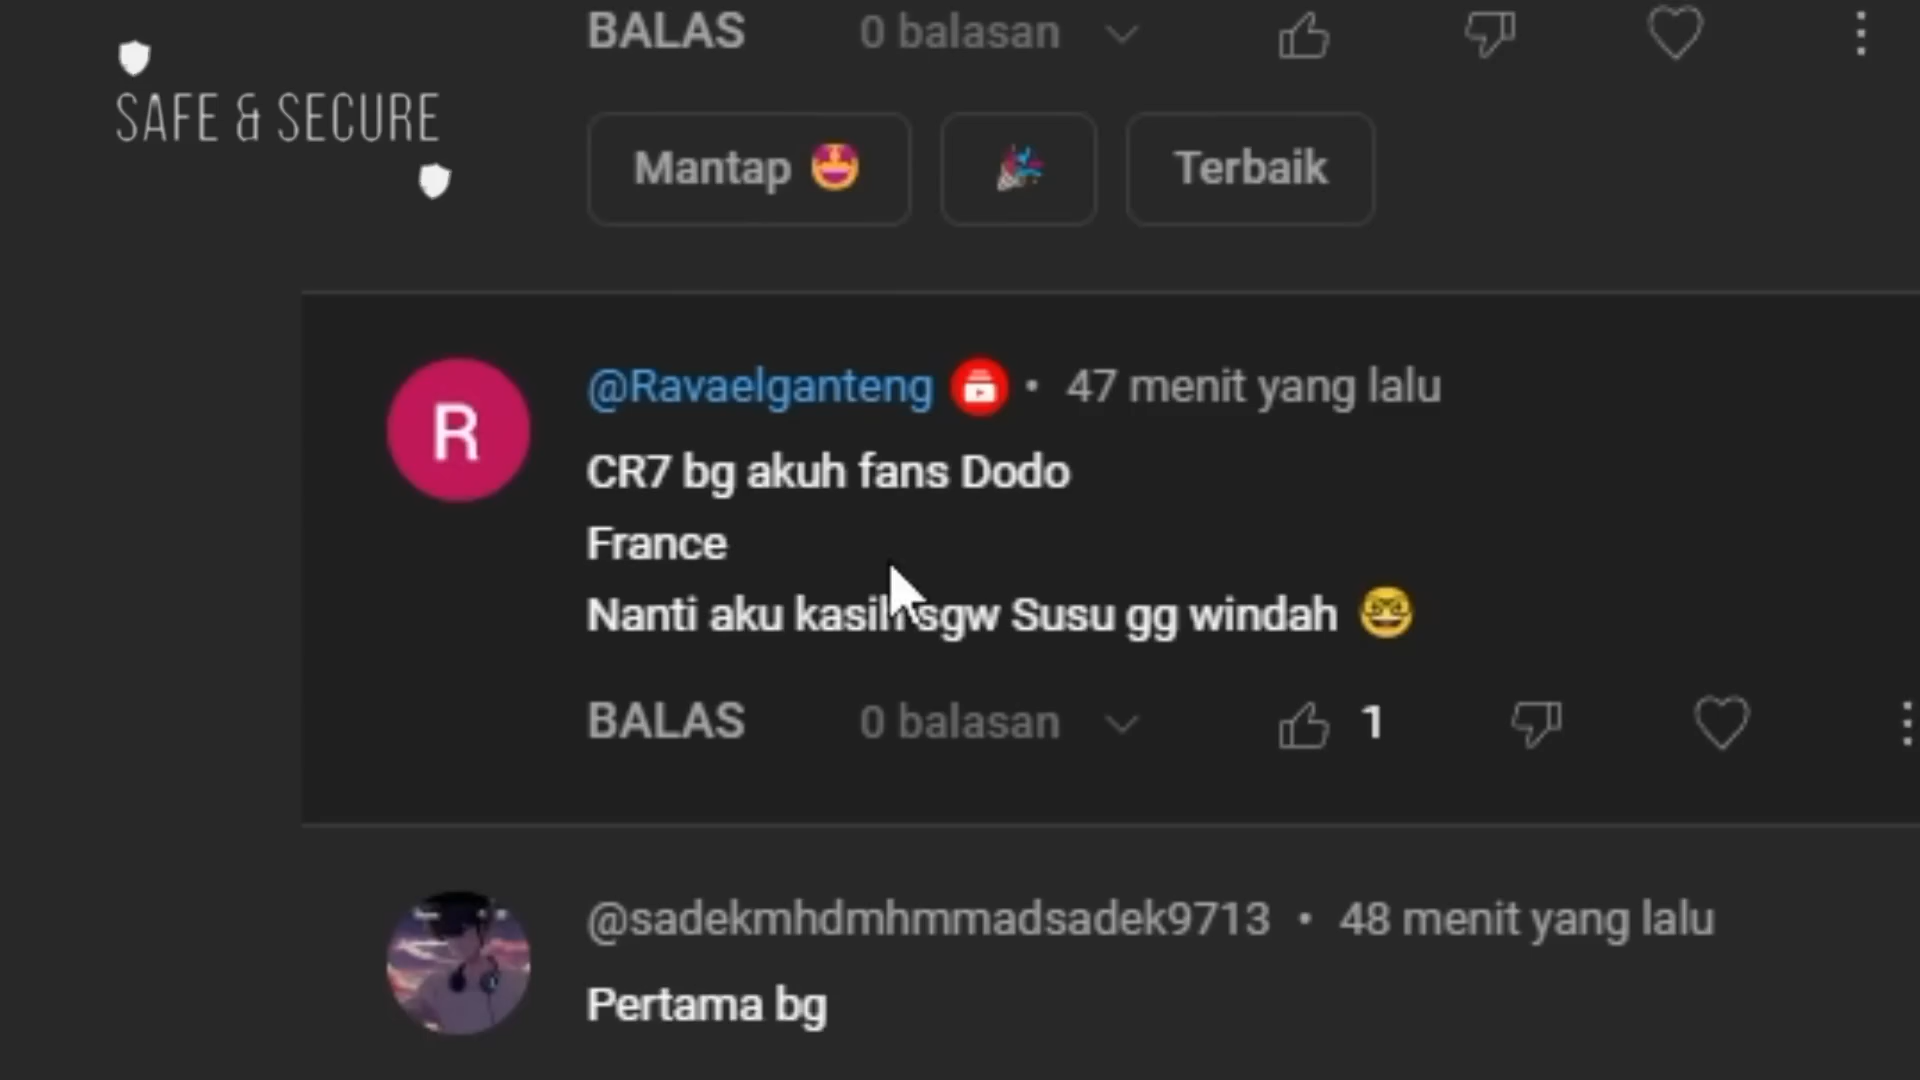 BALAS 0 balasan
SAFE & SECURE
Mantap 🤩 🎉 Terbaik
R
@Ravaelganteng • 47 menit yang lalu
CR7 bg akuh fans Dodo
France
Nanti aku kasih sgw Susu gg windah 🤓
BALAS 0 balasan 1
@sadekmhdmhmmadsadek9713 • 48 menit yang lalu
Pertama bg